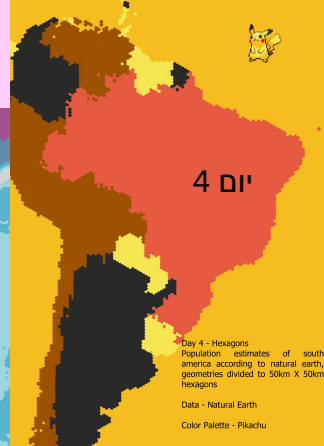 יום 4
Day 4 - Hexagons
Population estimates of south
america according to natural earth,
geometries divided to 50km X 50km
hexagons
Data - Natural Earth
Color Palette - Pikachu